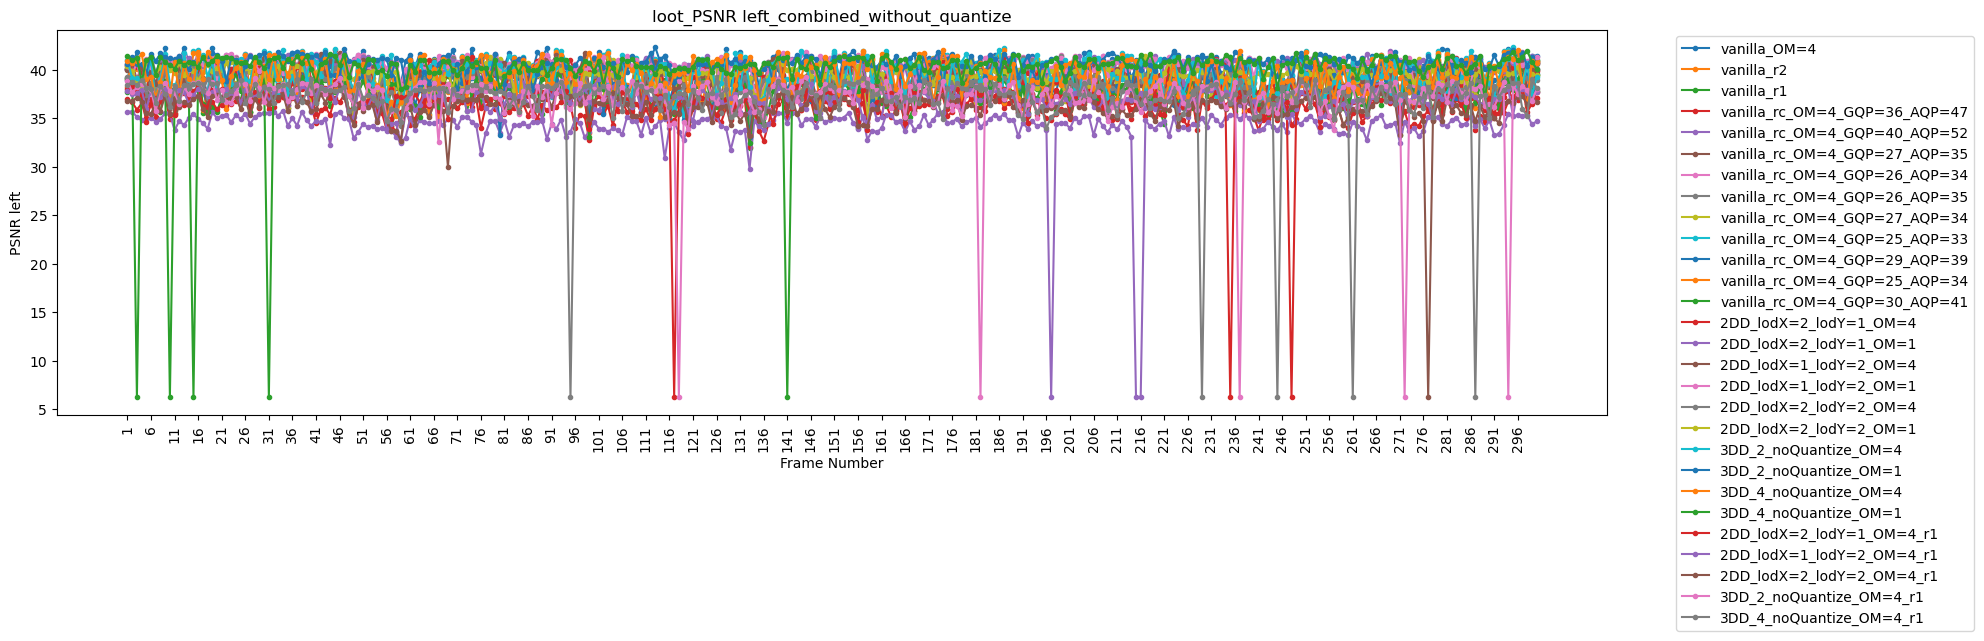 loot_PSNR left_combined_without_quantize
PSNR left
40
35
30
25
20
15
10
5
1
6
11
16
21
26
31
36
41
46
51
56
61
66
71
76
81
86
91
96
101
106
111
116
121
126
131
136
141
146
151
156
161
166
171
176
181
186
191
196
201
206
211
216
221
226
231
236
241
246
251
256
261
266
271
276
281
286
291
296
Frame Number
vanilla_OM=4
vanilla_r2
vanilla_r1
vanilla_rc_OM=4_GQP=36_AQP=47
vanilla_rc_OM=4_GQP=40_AQP=52
vanilla_rc_OM=4_GQP=27_AQP=35
vanilla_rc_OM=4_GQP=26_AQP=34
vanilla_rc_OM=4_GQP=26_AQP=35
vanilla_rc_OM=4_GQP=27_AQP=34
vanilla_rc_OM=4_GQP=25_AQP=33
vanilla_rc_OM=4_GQP=29_AQP=39
vanilla_rc_OM=4_GQP=25_AQP=34
vanilla_rc_OM=4_GQP=30_AQP=41
2DD_lodX=2_lodY=1_OM=4
2DD_lodX=2_lodY=1_OM=1
2DD_lodX=1_lodY=2_OM=4
2DD_lodX=1_lodY=2_OM=1
2DD_lodX=2_lodY=2_OM=4
2DD_lodX=2_lodY=2_OM=1
3DD_2_noQuantize_OM=4
3DD_2_noQuantize_OM=1
3DD_4_noQuantize_OM=4
3DD_4_noQuantize_OM=1
2DD_lodX=2_lodY=1_OM=4_r1
2DD_lodX=1_lodY=2_OM=4_r1
2DD_lodX=2_lodY=2_OM=4_r1
3DD_2_noQuantize_OM=4_r1
3DD_4_noQuantize_OM=4_r1